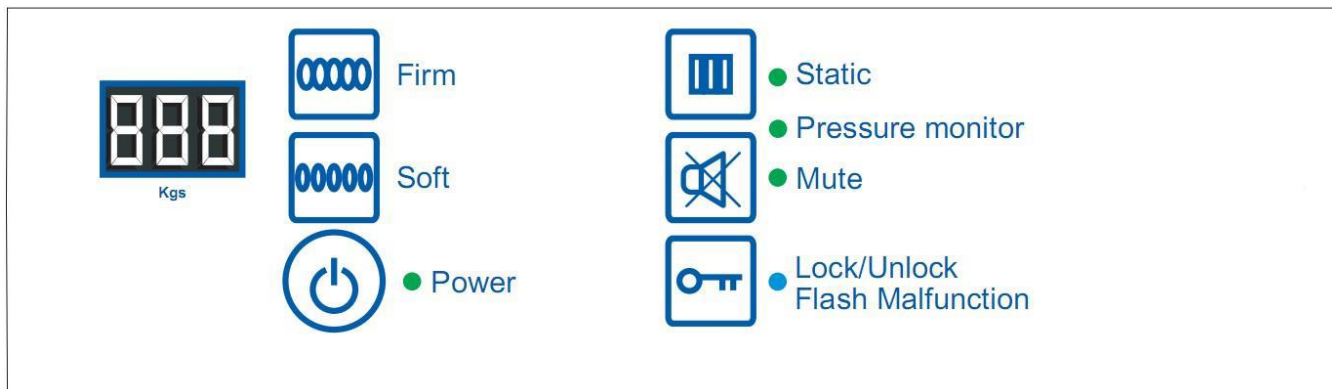 888
Kgs
Firm
Soft
Power
Static
Pressure monitor
Mute
Lock/Unlock
Flash Malfunction